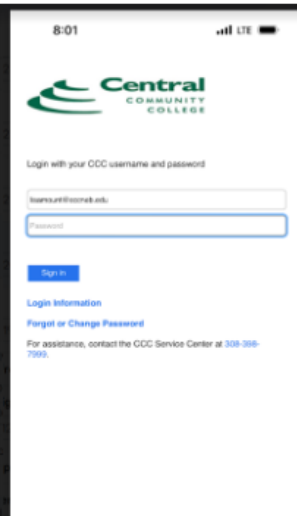 8:01
LTE
Central
COMMUNITY
COLLEGE
Login with your CCC username and password
Password
Sign in
Login Information
Forgot or Change Password
For assistance, contact the CCC Service Center at 308-398-
7999.